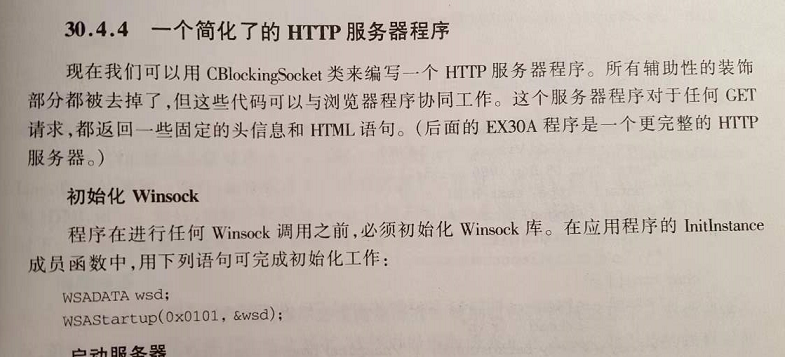 30.4.4 一个简化了的 HTTP 服务器程序
现在我们可以用 CBlockingSocket 类来编写一个 HTTP 服务器程序。所有辅助性的装饰
部分都被去掉了,但这些代码可以与浏览器程序协同工作。这个服务器程序对于任何 GET
请求,都返回一些固定的头信息和 HTML 语句。(后面的 EX30A 程序是一个更完整的 HTTP
服务器。)
初始化 Winsock
程序在进行任何 Winsock 调用之前,必须初始化 Winsock 库。在应用程序的 InitInstance
成员函数中,用下列语句可完成初始化工作:
WSADATA wsd;
WSAStartup(0x0101, &wsd);
启动服务器